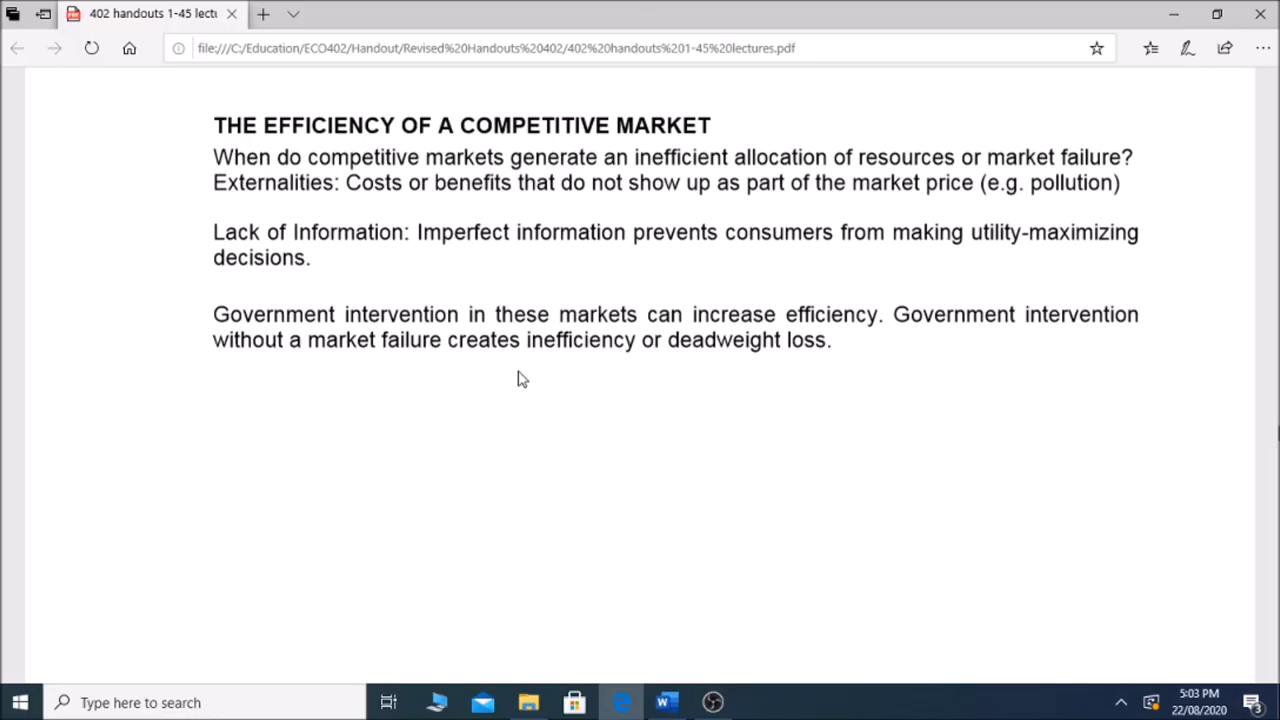 402 handouts 1-45 lectu
file:///C:/Education/ECO402/Handout/Revised%20Handouts%20402/402%20handouts%201-45%20lectures.pdf
THE EFFICIENCY OF A COMPETITIVE MARKET
When do competitive markets generate an inefficient allocation of resources or market failure?
Externalities: Costs or benefits that do not show up as part of the market price (e.g. pollution)
Lack of Information: Imperfect information prevents consumers from making utility-maximizing
decisions.
Government intervention in these markets can increase efficiency. Government intervention
without a market failure creates inefficiency or deadweight loss.
Type here to search
5:03 PM
22/08/2020
3